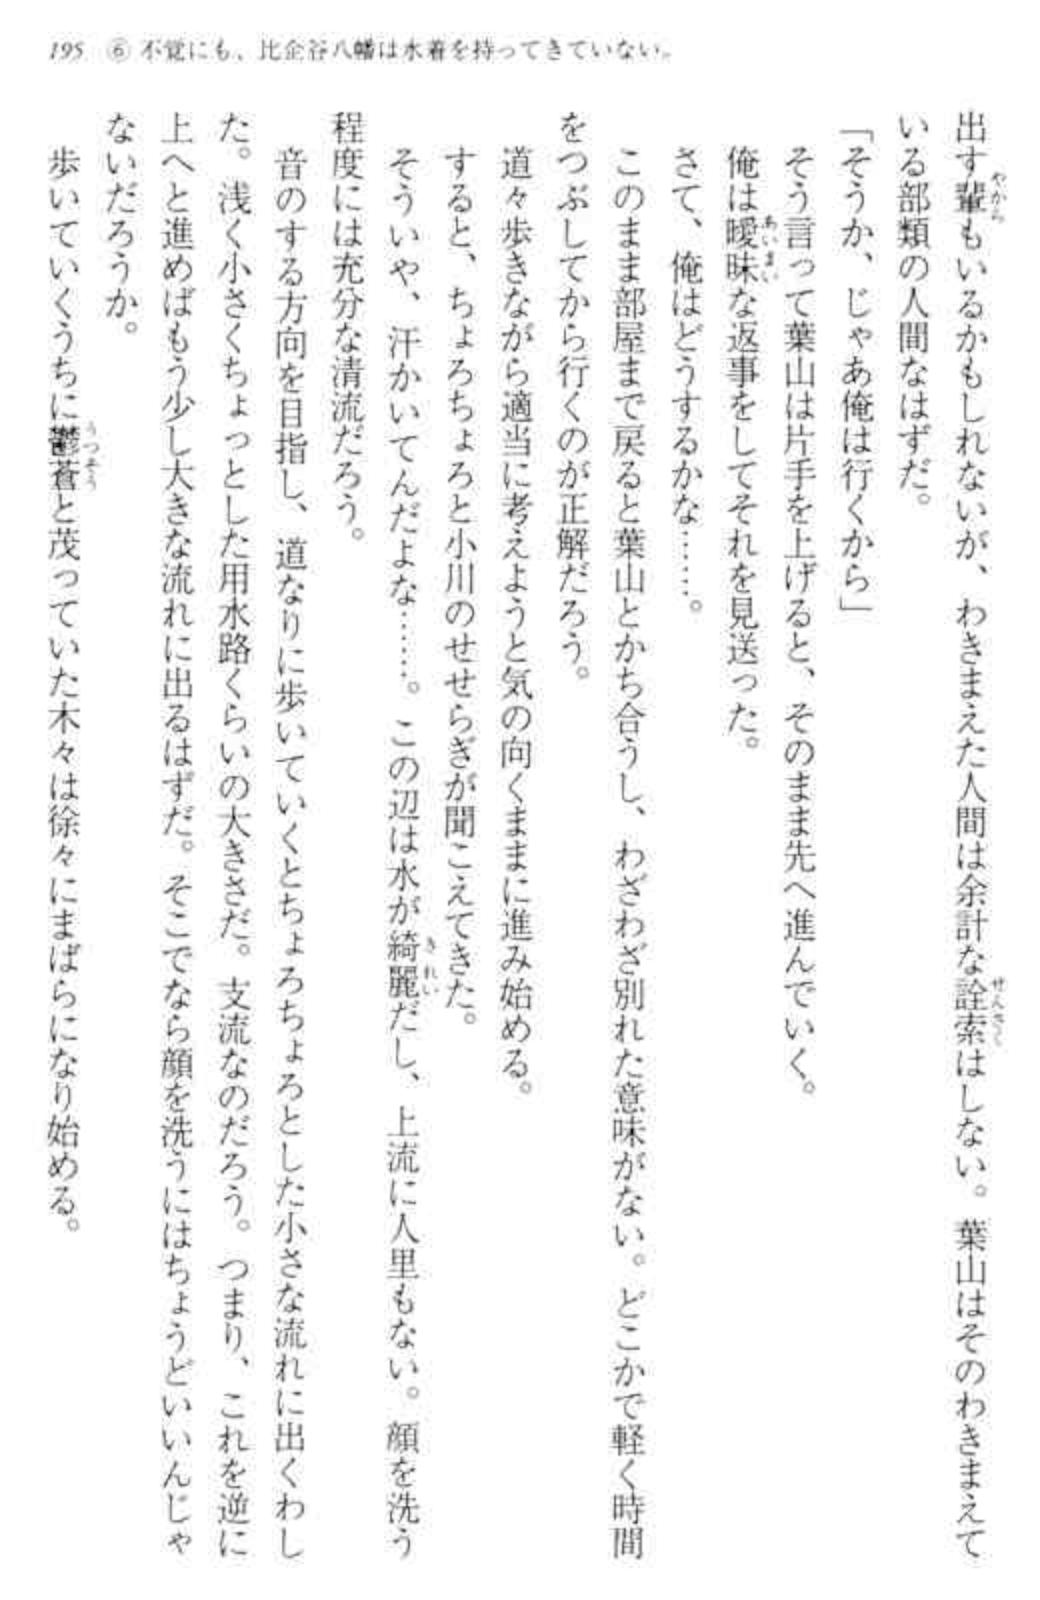 195 ⑥ 不覚にも、比企谷八幡は水着を持ってきていない。
出す輩もいるかもしれないが、わきまえた人間は余計な詮索はしない。葉山はそのわきまえて
いる部類の人間なはずだ。
「そうか、じゃあ俺は行くから」
そう言って葉山は片手を上げると、そのまま先へ進んでいく。
俺は曖昧な返事をしてそれを見送った。
さて、俺はどうするかな……。
このまま部屋まで戻ると葉山とかち合うし、わざわざ別れた意味がない。どこかで軽く時間
をつぶしてから行くのが正解だろう。
道々歩きながら適当に考えようと気の向くままに進み始める。
すると、ちょろちょろと小川のせせらぎが聞こえてきた。
そういや、汗かいてんだよな……。この辺は水が綺麗だし、上流に人里もない。顔を洗う
程度には充分な清流だろう。
音のする方向を目指し、道なりに歩いていくとちょろちょろとした小さな流れに出くわし
た。浅く小さくちょっとした用水路くらいの大きさだ。支流なのだろう。つまり、これを逆に
上へと進めばもう少し大きな流れに出るはずだ。そこでなら顔を洗うにはちょうどいいんじゃ
ないだろうか。
歩いていくうちに鬱蒼と茂っていた木々は徐々にまばらになり始める。
やから
せんさく
あいまい
きれい
うっそう